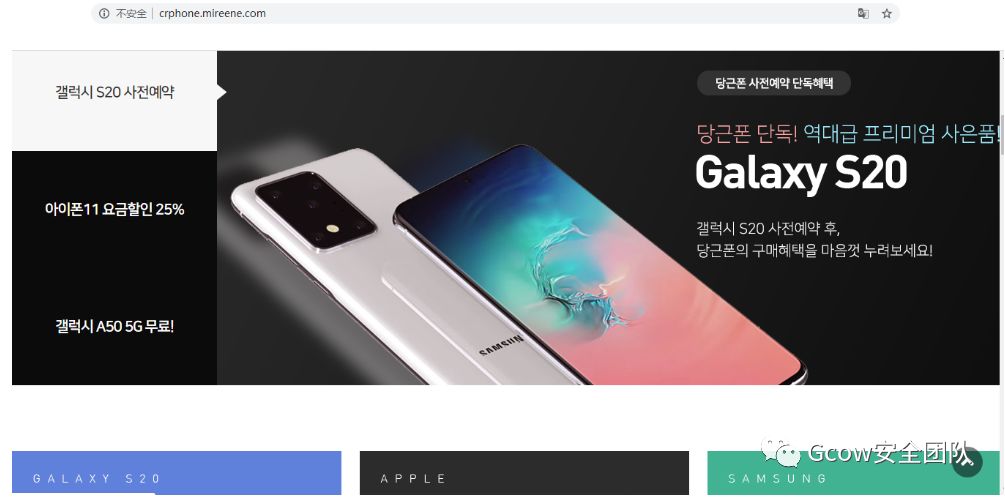 不安全 crphone.mireene.com
갤럭시 S20 사전예약
아이폰11 요금할인 25%
갤럭시 A50 5G 무료!
당근폰 사전예약 단독혜택
당근폰 단독! 역대급 프리미엄 사은품!
Galaxy S20
갤럭시 S20 사전예약 후,
당근폰의 구매혜택을 마음껏 누려보세요!
SAMSUNG
GALAXY S20
APPLE
SAMSUNG
Gcow安全团队